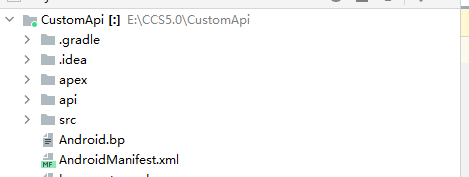 CustomApi [:] E:\CCS5.0\CustomApi
.gradle
.idea
apex
api
src
Android.bp
AndroidManifest.xml